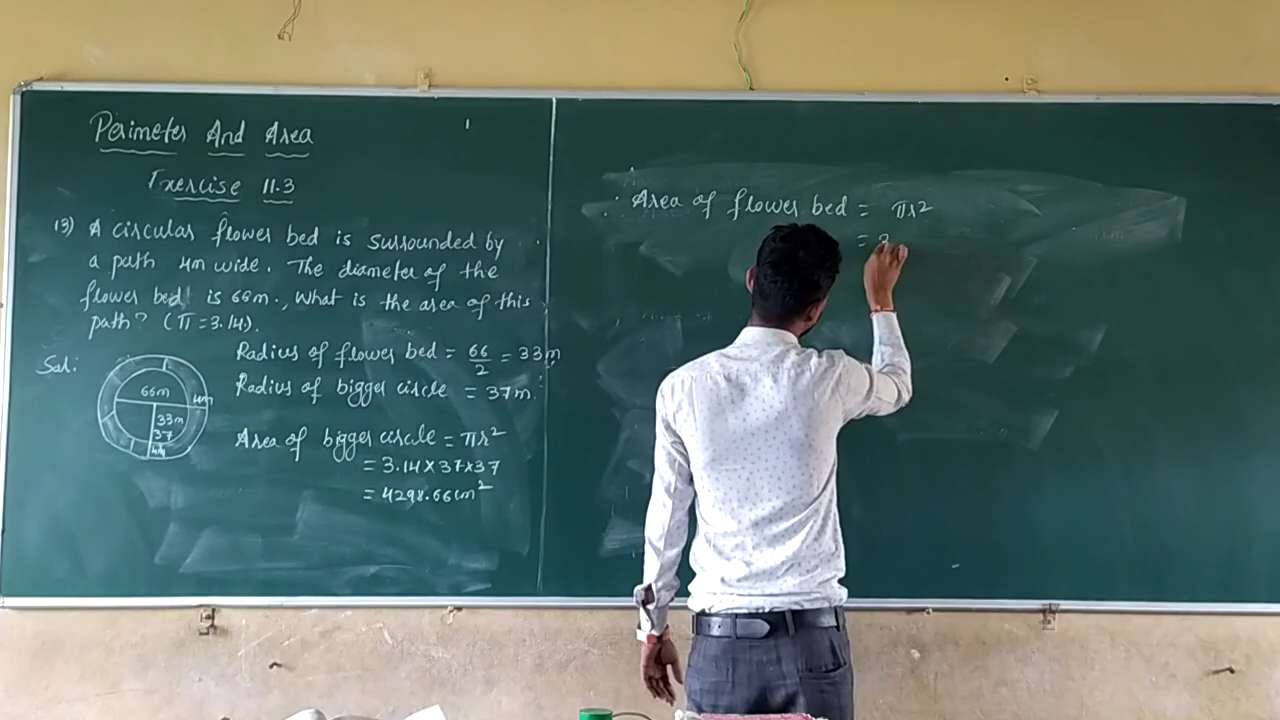 Perimeter And Area
Exercise 11.3
13) A circular flower bed is surrounded by
a path 4m wide. The diameter of the
flower bed is 66m., What is the area of this
path? (π=3.14).
Sol:
66m
4m
33m
37
4m
Radius of flower bed = 66/2 = 33m
Radius of bigger circle = 37m.
Area of bigger circle = πr²
= 3.14×37×37
= 4298.66cm²
Area of flower bed = πr²
= 3